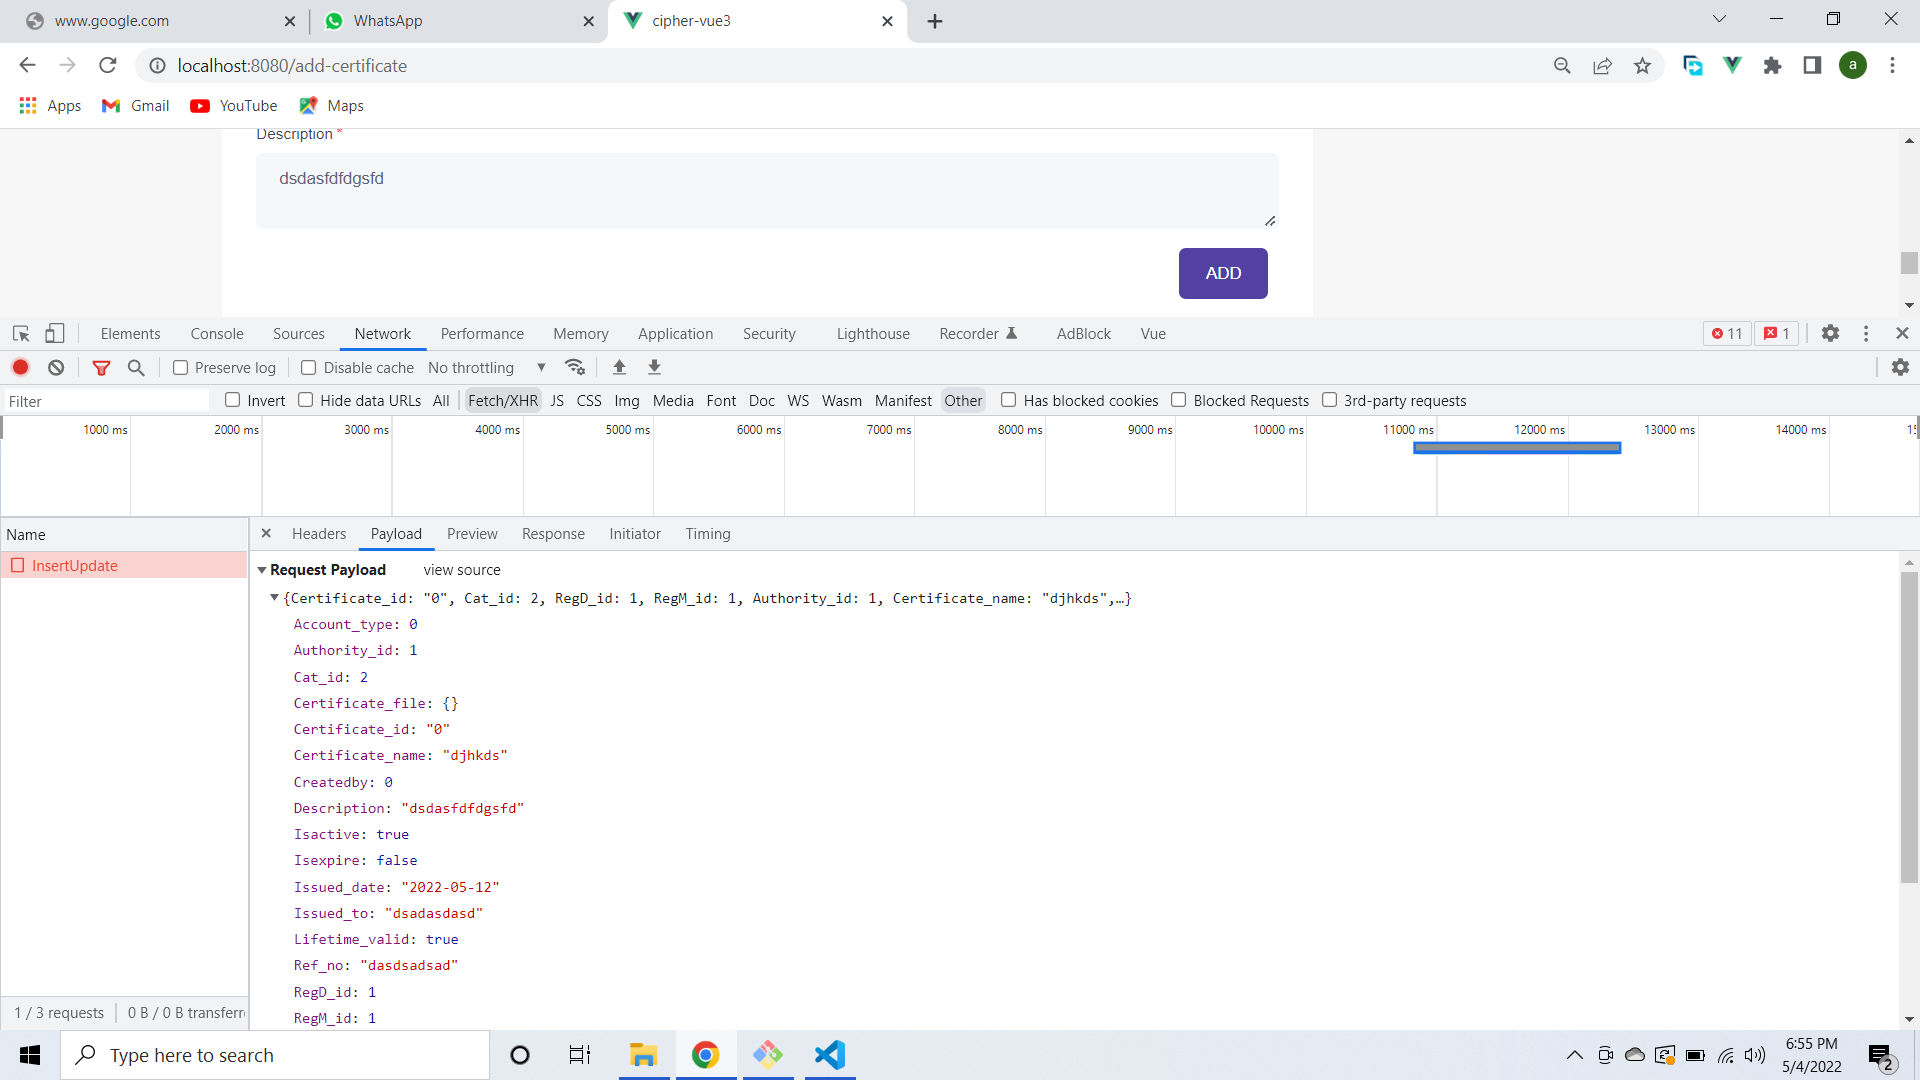 www.google.com
WhatsApp
cipher-vue3
localhost:8080/add-certificate
a
Apps
Gmail
YouTube
Maps
Description *
dsdasfdfdgsfd
ADD
Elements Console Sources Network Performance Memory Application Security Lighthouse Recorder AdBlock Vue 11 1
Preserve log Disable cache No throttling
Filter Invert Hide data URLs All Fetch/XHR JS CSS Img Media Font Doc WS Wasm Manifest Other Has blocked cookies Blocked Requests 3rd-party requests
1000 ms 2000 ms 3000 ms 4000 ms 5000 ms 6000 ms 7000 ms 8000 ms 9000 ms 10000 ms 11000 ms 12000 ms 13000 ms 14000 ms
Name
InsertUpdate
Headers Payload Preview Response Initiator Timing
Request Payload view source
{Certificate_id: "0", Cat_id: 2, RegD_id: 1, RegM_id: 1, Authority_id: 1, Certificate_name: "djhkds",…}
Account_type: 0
Authority_id: 1
Cat_id: 2
Certificate_file: {}
Certificate_id: "0"
Certificate_name: "djhkds"
Createdby: 0
Description: "dsdasfdfdgsfd"
Isactive: true
Isexpire: false
Issued_date: "2022-05-12"
Issued_to: "dsadasdasd"
Lifetime_valid: true
Ref_no: "dasdsadsad"
RegD_id: 1
RegM_id: 1
1 / 3 requests 0 B / 0 B transferr
Type here to search
6:55 PM
5/4/2022
2